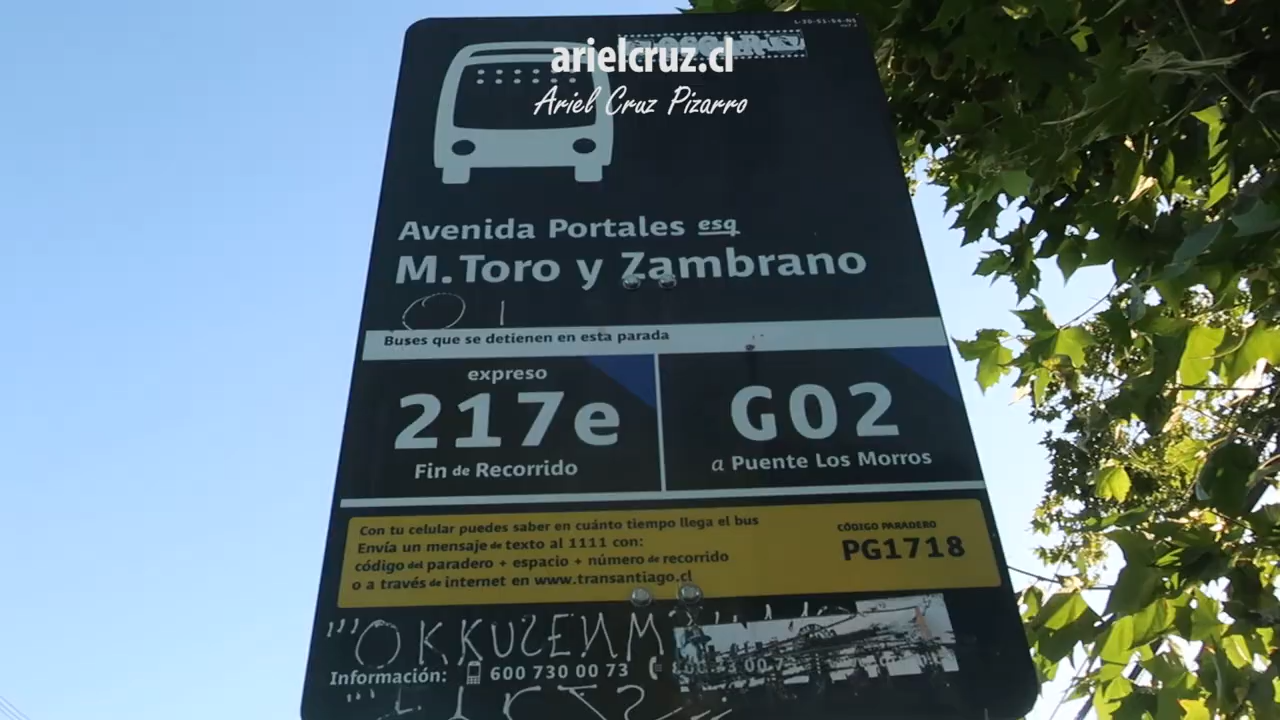 arielcruz.cl
Ariel Cruz Pizarro
Avenida Portales esq
M. Toro y Zambrano
Buses que se detienen en esta parada
expreso
217e
Fin de Recorrido
G02
a Puente Los Morros
Con tu celular puedes saber en cuánto tiempo llega el bus
Envía un mensaje de texto al 1111 con:
código del paradero + espacio + número de recorrido
o a través de internet en www.transantiago.cl
CÓDIGO PARADERO
PG1718
Información: 600 730 00 73